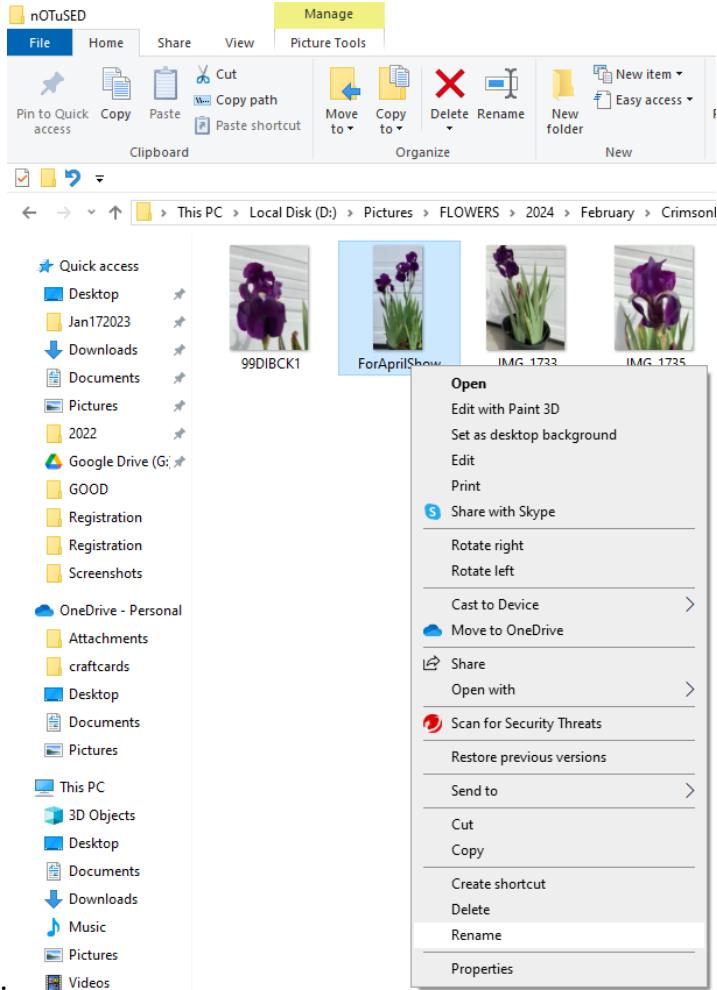 nOTuSED
Manage
File
Home
Share
View
Picture Tools
Pin to Quick access
Copy
Paste
Cut
Copy path
Paste shortcut
Move to
Copy to
Delete
Rename
New folder
New item
Easy access
Clipboard
Organize
New
This PC > Local Disk (D:) > Pictures > FLOWERS > 2024 > February >
Quick access
Desktop
Jan172023
Downloads
Documents
Pictures
2022
Google Drive (G:
GOOD
Registration
Registration
Screenshots
OneDrive - Personal
Attachments
craftcards
Desktop
Documents
Pictures
This PC
3D Objects
Desktop
Documents
Downloads
Music
Pictures
Videos
99DIBCK1
ForAprilShow
IMG_1733
IMG_1735
Open
Edit with Paint 3D
Set as desktop background
Edit
Print
Share with Skype
Rotate right
Rotate left
Cast to Device
Move to OneDrive
Share
Open with
Scan for Security Threats
Restore previous versions
Send to
Cut
Copy
Create shortcut
Delete
Rename
Properties